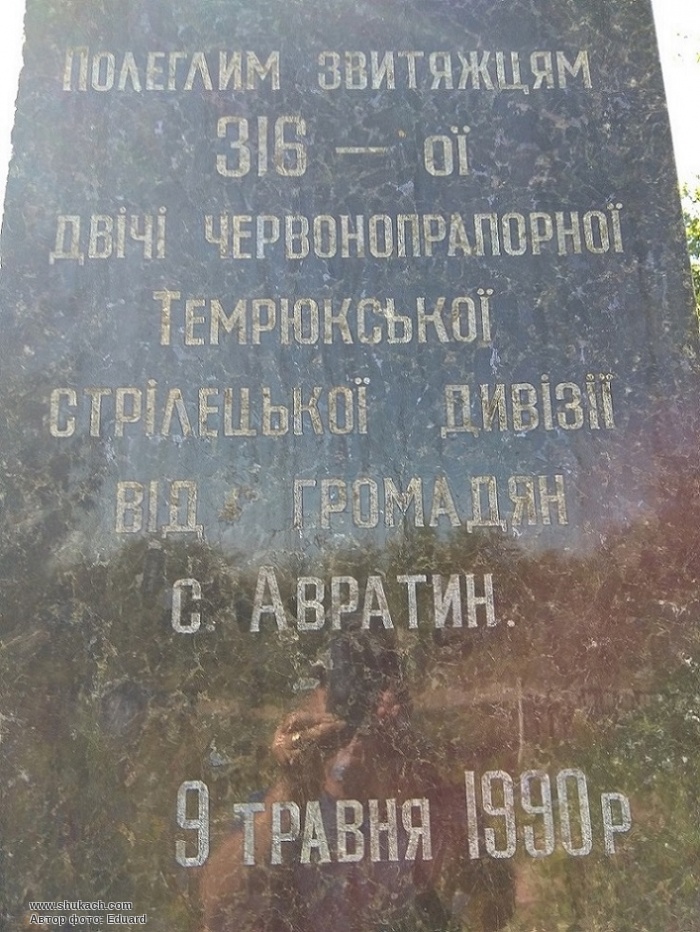 Полеглим звитяжцям
316 – ої
двічі червонопрапорної
Темрюкської
стрілецької дивізії
від громадян
с. Авратин
9 травня 1990р
www.shukach.com
Автор фото: Eduard